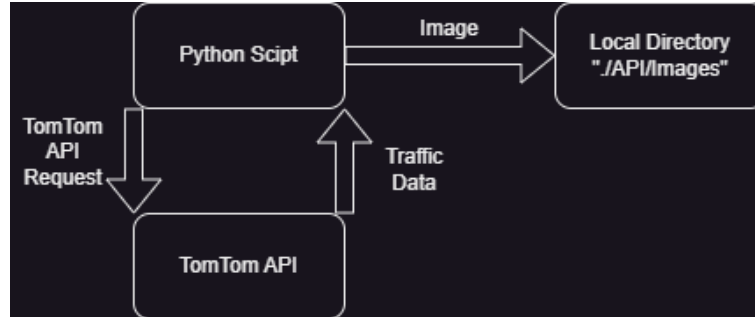 Python Scipt
Image
Local Directory
"./API/Images"
TomTom
API
Request
Traffic
Data
TomTom API